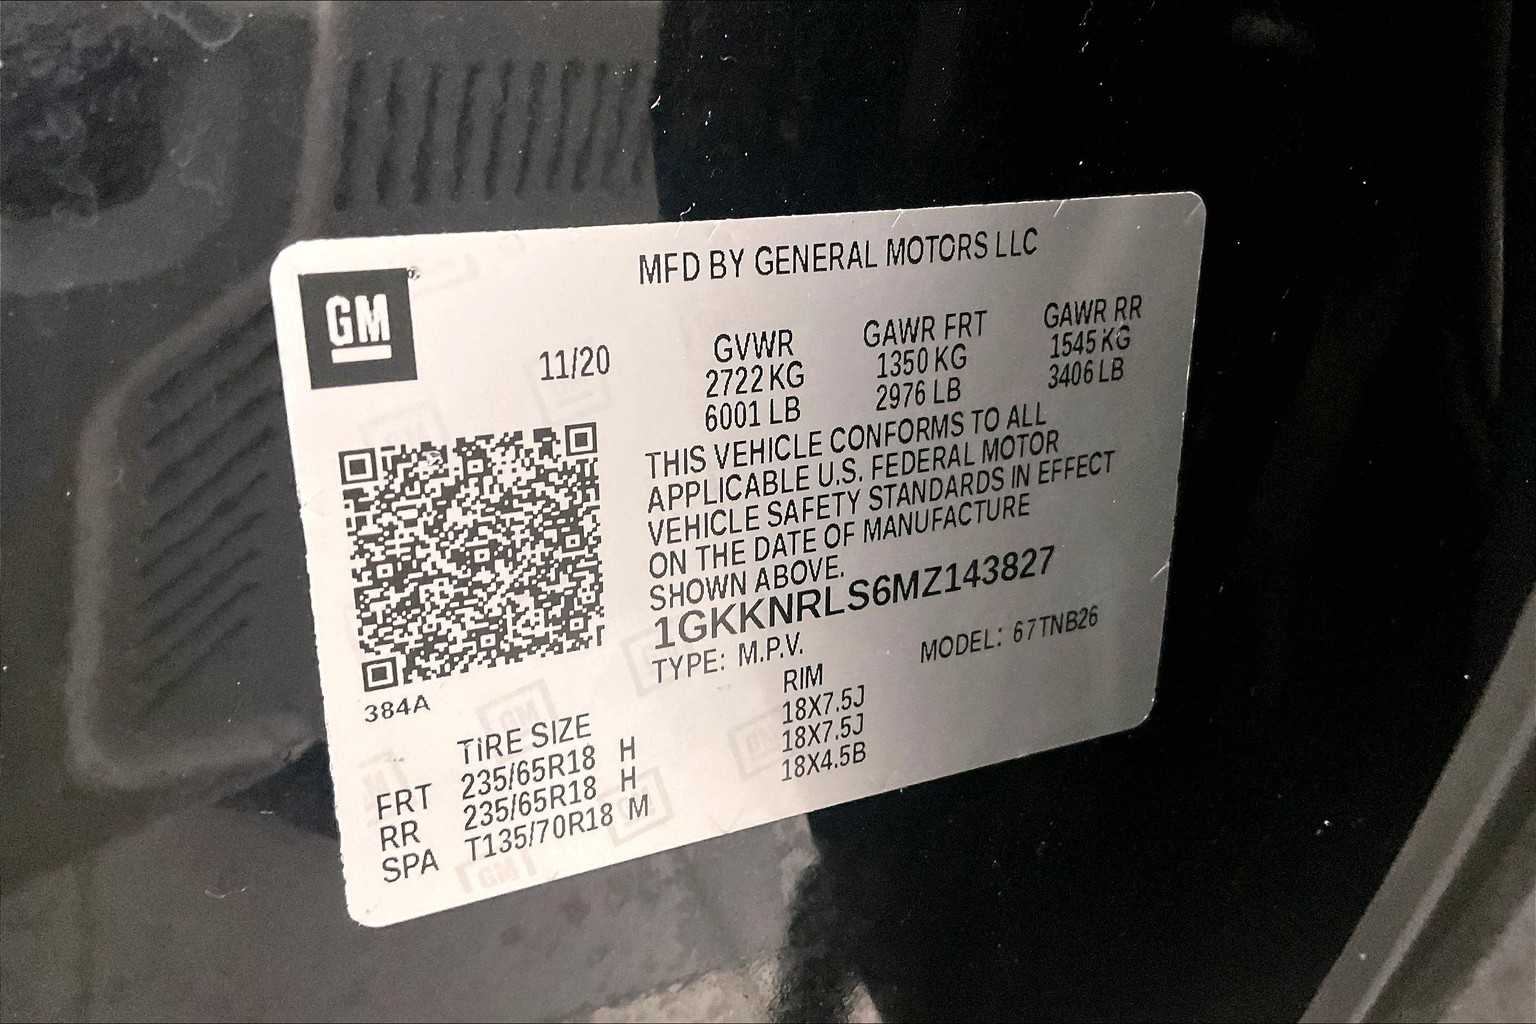 MFD BY GENERAL MOTORS LLC
GM
11/20
GVWR GAWR FRT GAWR RR
2722 KG 1350 KG 1545 KG
6001 LB 2976 LB 3406 LB
THIS VEHICLE CONFORMS TO ALL
APPLICABLE U.S. FEDERAL MOTOR
VEHICLE SAFETY STANDARDS IN EFFECT
ON THE DATE OF MANUFACTURE
SHOWN ABOVE.
1GKKNRLS6MZ143827
TYPE: M.P.V. MODEL: 67TNB26
384A
TIRE SIZE RIM
FRT 235/65R18 H 18X7.5J
RR 235/65R18 H 18X7.5J
SPA T135/70R18 M 18X4.5B